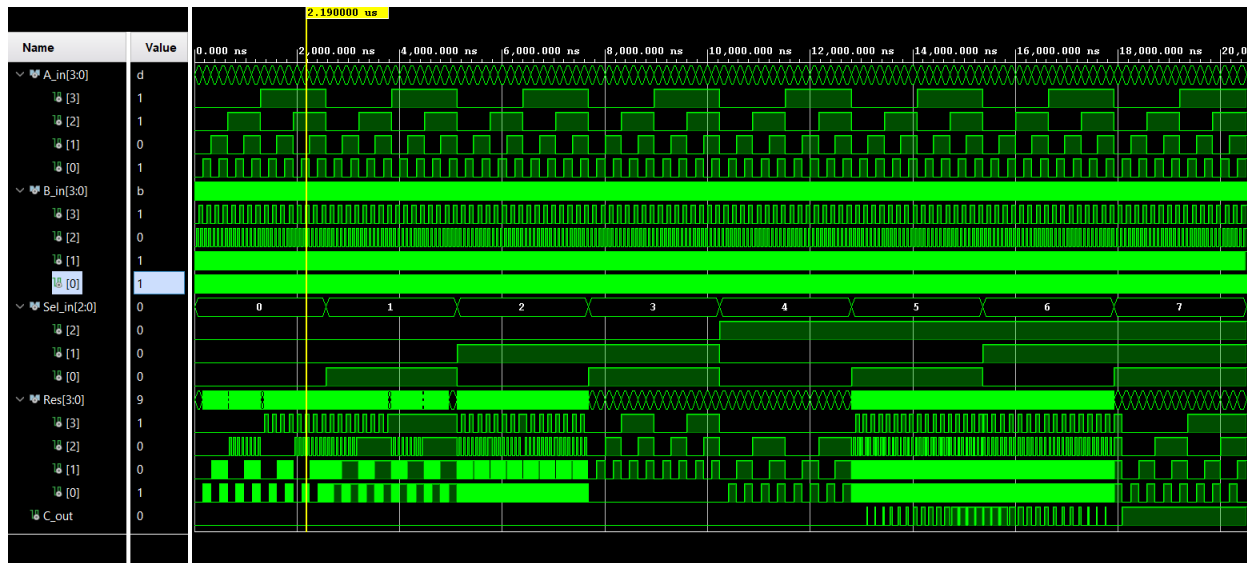 2.190000 us
Name Value 0.000 ns 2,000.000 ns 4,000.000 ns 6,000.000 ns 8,000.000 ns 10,000.000 ns 12,000.000 ns 14,000.000 ns 16,000.000 ns 18,000.000 ns 20,0
A_in[3:0] d
[3] 1
[2] 1
[1] 0
[0] 1
B_in[3:0] b
[3] 1
[2] 0
[1] 1
[0] 1
Sel_in[2:0] 0 0 1 2 3 4 5 6 7
[2] 0
[1] 0
[0] 0
Res[3:0] 9
[3] 1
[2] 0
[1] 0
[0] 1
C_out 0